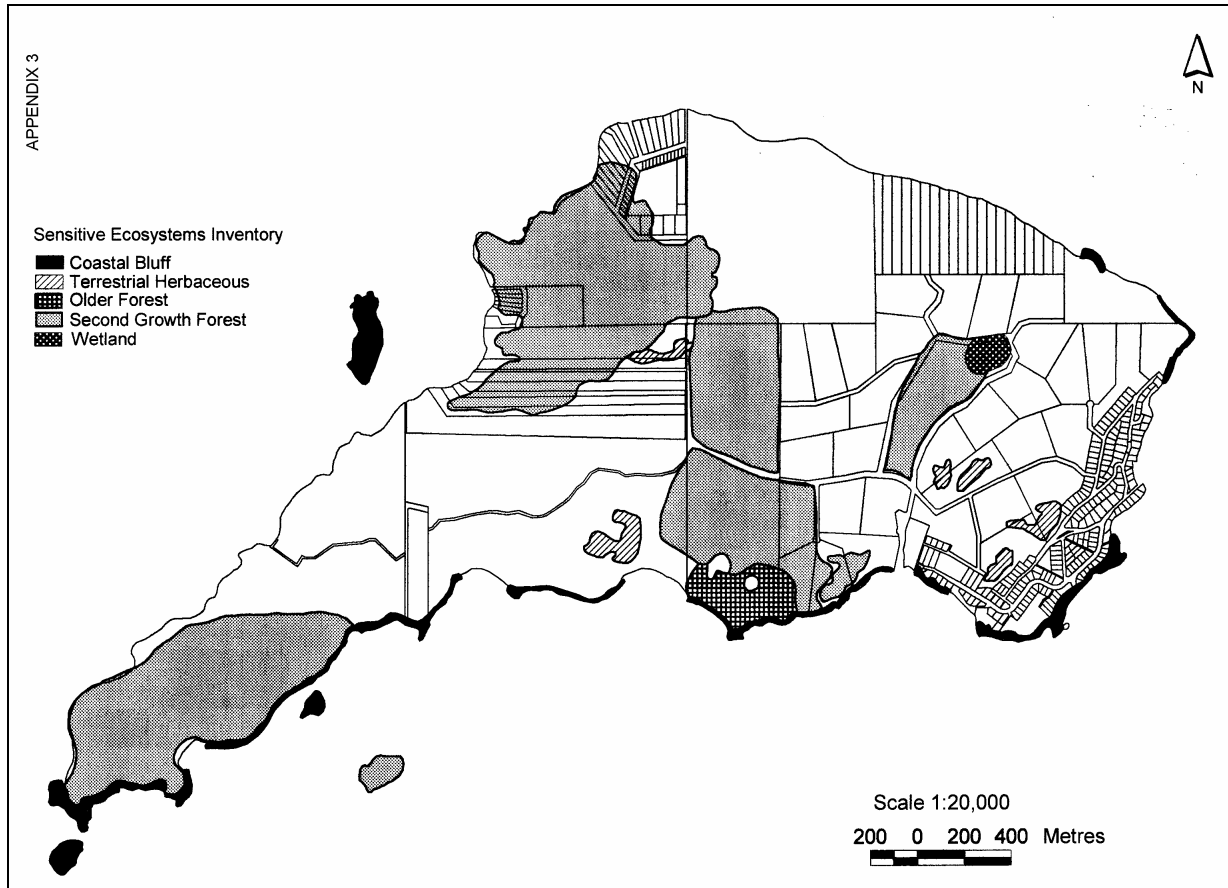 APPENDIX 3
N
Sensitive Ecosystems Inventory
Coastal Bluff
Terrestrial Herbaceous
Older Forest
Second Growth Forest
Wetland
Scale 1:20,000
200 0 200 400 Metres